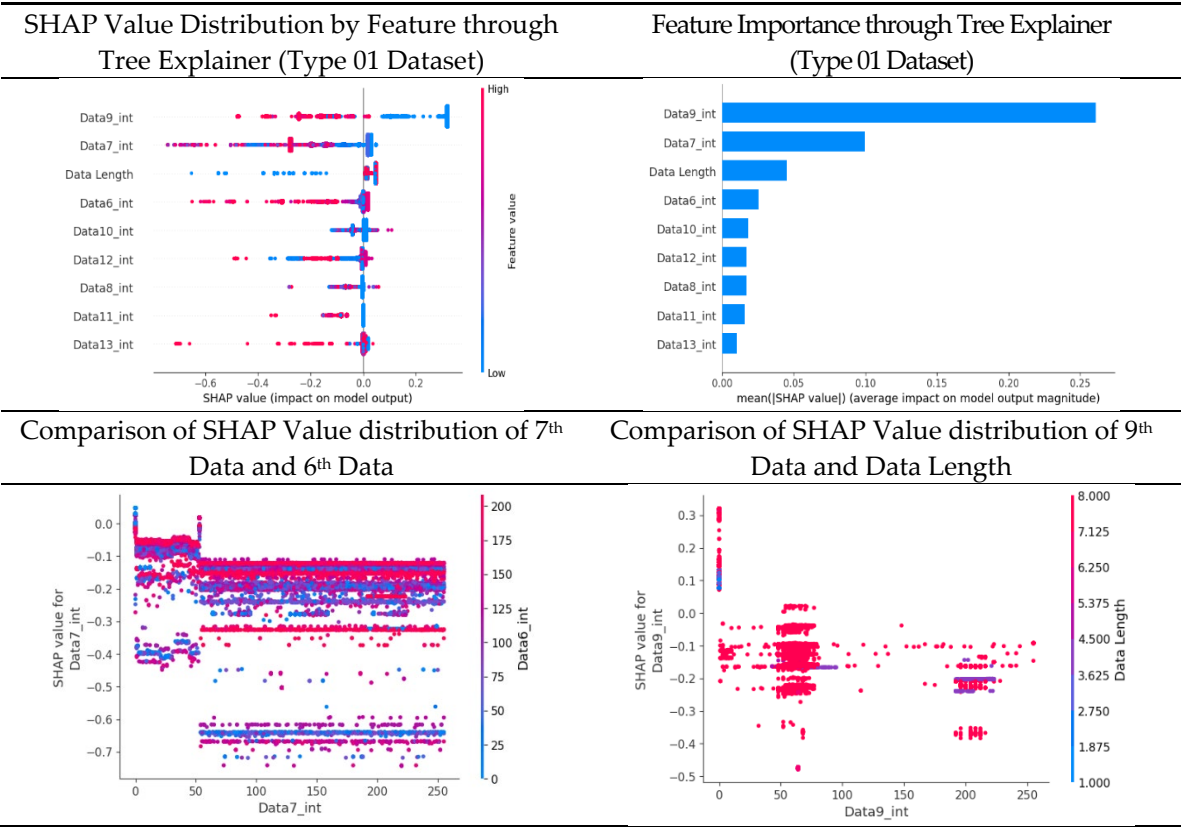 SHAP Value Distribution by Feature through
Tree Explainer (Type 01 Dataset)
Feature Importance through Tree Explainer
(Type 01 Dataset)
High
Data9_int
Data7_int
Data Length
Data6_int
Data10_int
Data12_int
Data8_int
Data11_int
Data13_int
Low
Feature value
−0.6 −0.4 −0.2 0.0 0.2
SHAP value (impact on model output)
Data9_int
Data7_int
Data Length
Data6_int
Data10_int
Data12_int
Data8_int
Data11_int
Data13_int
0.00 0.05 0.10 0.15 0.20 0.25
mean(|SHAP value|) (average impact on model output magnitude)
Comparison of SHAP Value distribution of 7th
Data and 6th Data
Comparison of SHAP Value distribution of 9th
Data and Data Length
0.0
−0.1
−0.2
−0.3
−0.4
−0.5
−0.6
−0.7
SHAP value for
Data7_int
0 50 100 150 200 250
Data7_int
200
175
150
125
100
75
50
25
0
Data6_int
0.3
0.2
0.1
0.0
−0.1
−0.2
−0.3
−0.4
−0.5
SHAP value for
Data9_int
0 50 100 150 200 250
Data9_int
8.000
7.125
6.250
5.375
4.500
3.625
2.750
1.875
1.000
Data Length